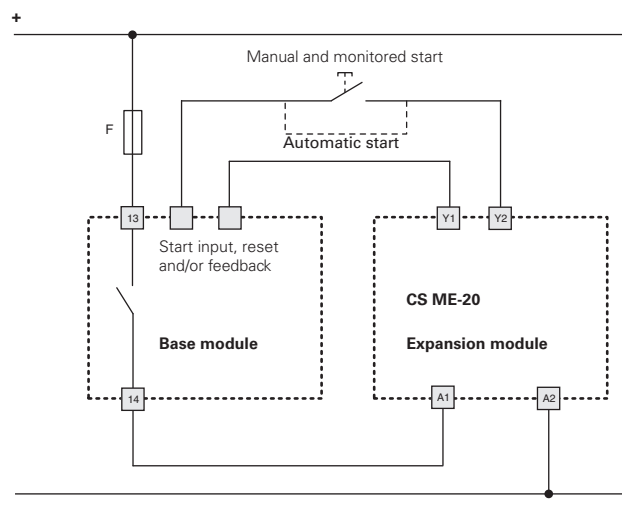 +
Manual and monitored start
F
Automatic start
13
Y1
Y2
Start input, reset
and/or feedback
CS ME-20
Base module
Expansion module
14
A1
A2